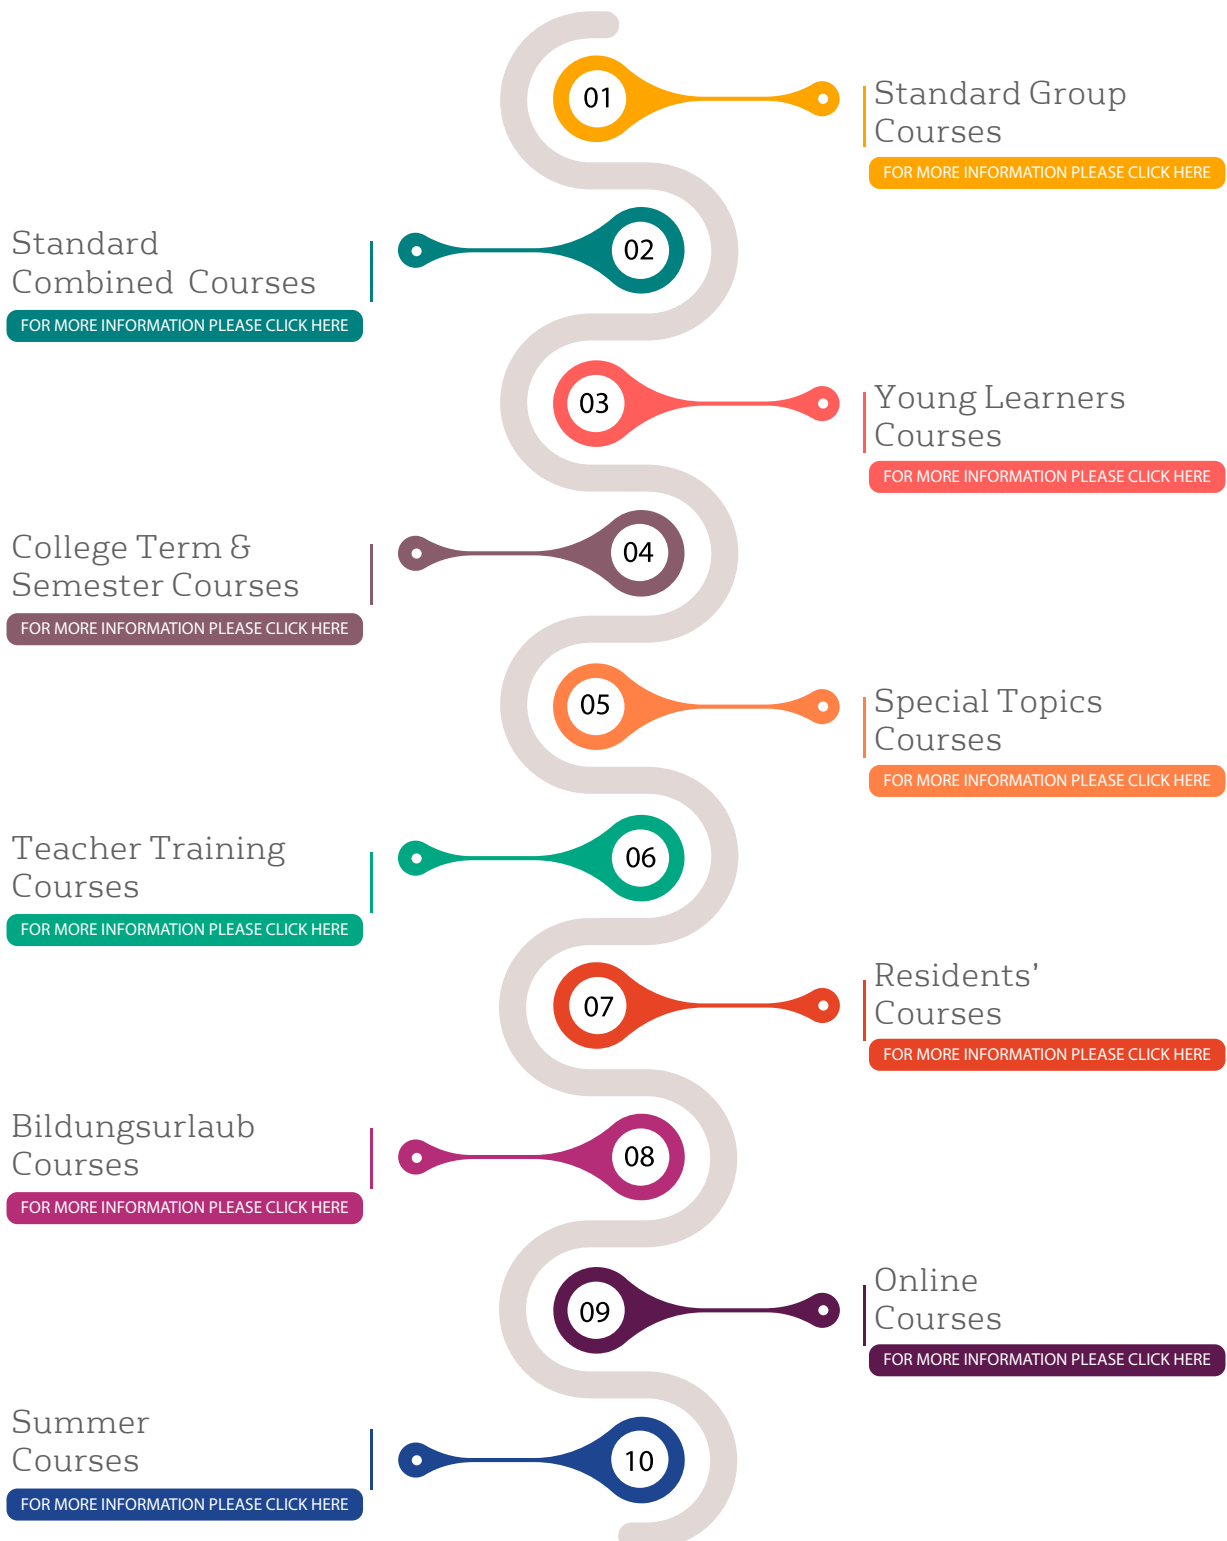 01
Standard Group
Courses
FOR MORE INFORMATION PLEASE CLICK HERE
02
Standard
Combined Courses
FOR MORE INFORMATION PLEASE CLICK HERE
03
Young Learners
Courses
FOR MORE INFORMATION PLEASE CLICK HERE
04
College Term &
Semester Courses
FOR MORE INFORMATION PLEASE CLICK HERE
05
Special Topics
Courses
FOR MORE INFORMATION PLEASE CLICK HERE
06
Teacher Training
Courses
FOR MORE INFORMATION PLEASE CLICK HERE
07
Residents’
Courses
FOR MORE INFORMATION PLEASE CLICK HERE
08
Bildungsurlaub
Courses
FOR MORE INFORMATION PLEASE CLICK HERE
09
Online
Courses
FOR MORE INFORMATION PLEASE CLICK HERE
10
Summer
Courses
FOR MORE INFORMATION PLEASE CLICK HERE